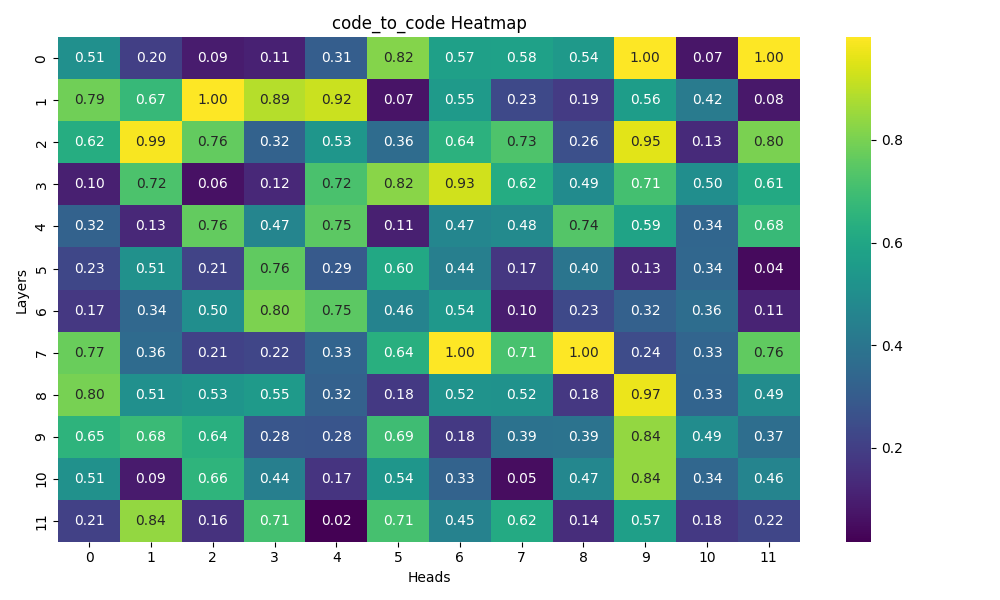 code_to_code Heatmap
0 0.51 0.20 0.09 0.11 0.31 0.82 0.57 0.58 0.54 1.00 0.07 1.00
1 0.79 0.67 1.00 0.89 0.92 0.07 0.55 0.23 0.19 0.56 0.42 0.08
2 0.62 0.99 0.76 0.32 0.53 0.36 0.64 0.73 0.26 0.95 0.13 0.80
3 0.10 0.72 0.06 0.12 0.72 0.82 0.93 0.62 0.49 0.71 0.50 0.61
4 0.32 0.13 0.76 0.47 0.75 0.11 0.47 0.48 0.74 0.59 0.34 0.68
5 0.23 0.51 0.21 0.76 0.29 0.60 0.44 0.17 0.40 0.13 0.34 0.04
6 0.17 0.34 0.50 0.80 0.75 0.46 0.54 0.10 0.23 0.32 0.36 0.11
7 0.77 0.36 0.21 0.22 0.33 0.64 1.00 0.71 1.00 0.24 0.33 0.76
8 0.80 0.51 0.53 0.55 0.32 0.18 0.52 0.52 0.18 0.97 0.33 0.49
9 0.65 0.68 0.64 0.28 0.28 0.69 0.18 0.39 0.39 0.84 0.49 0.37
10 0.51 0.09 0.66 0.44 0.17 0.54 0.33 0.05 0.47 0.84 0.34 0.46
11 0.21 0.84 0.16 0.71 0.02 0.71 0.45 0.62 0.14 0.57 0.18 0.22
0 1 2 3 4 5 6 7 8 9 10 11
Heads
Layers
0.8
0.6
0.4
0.2